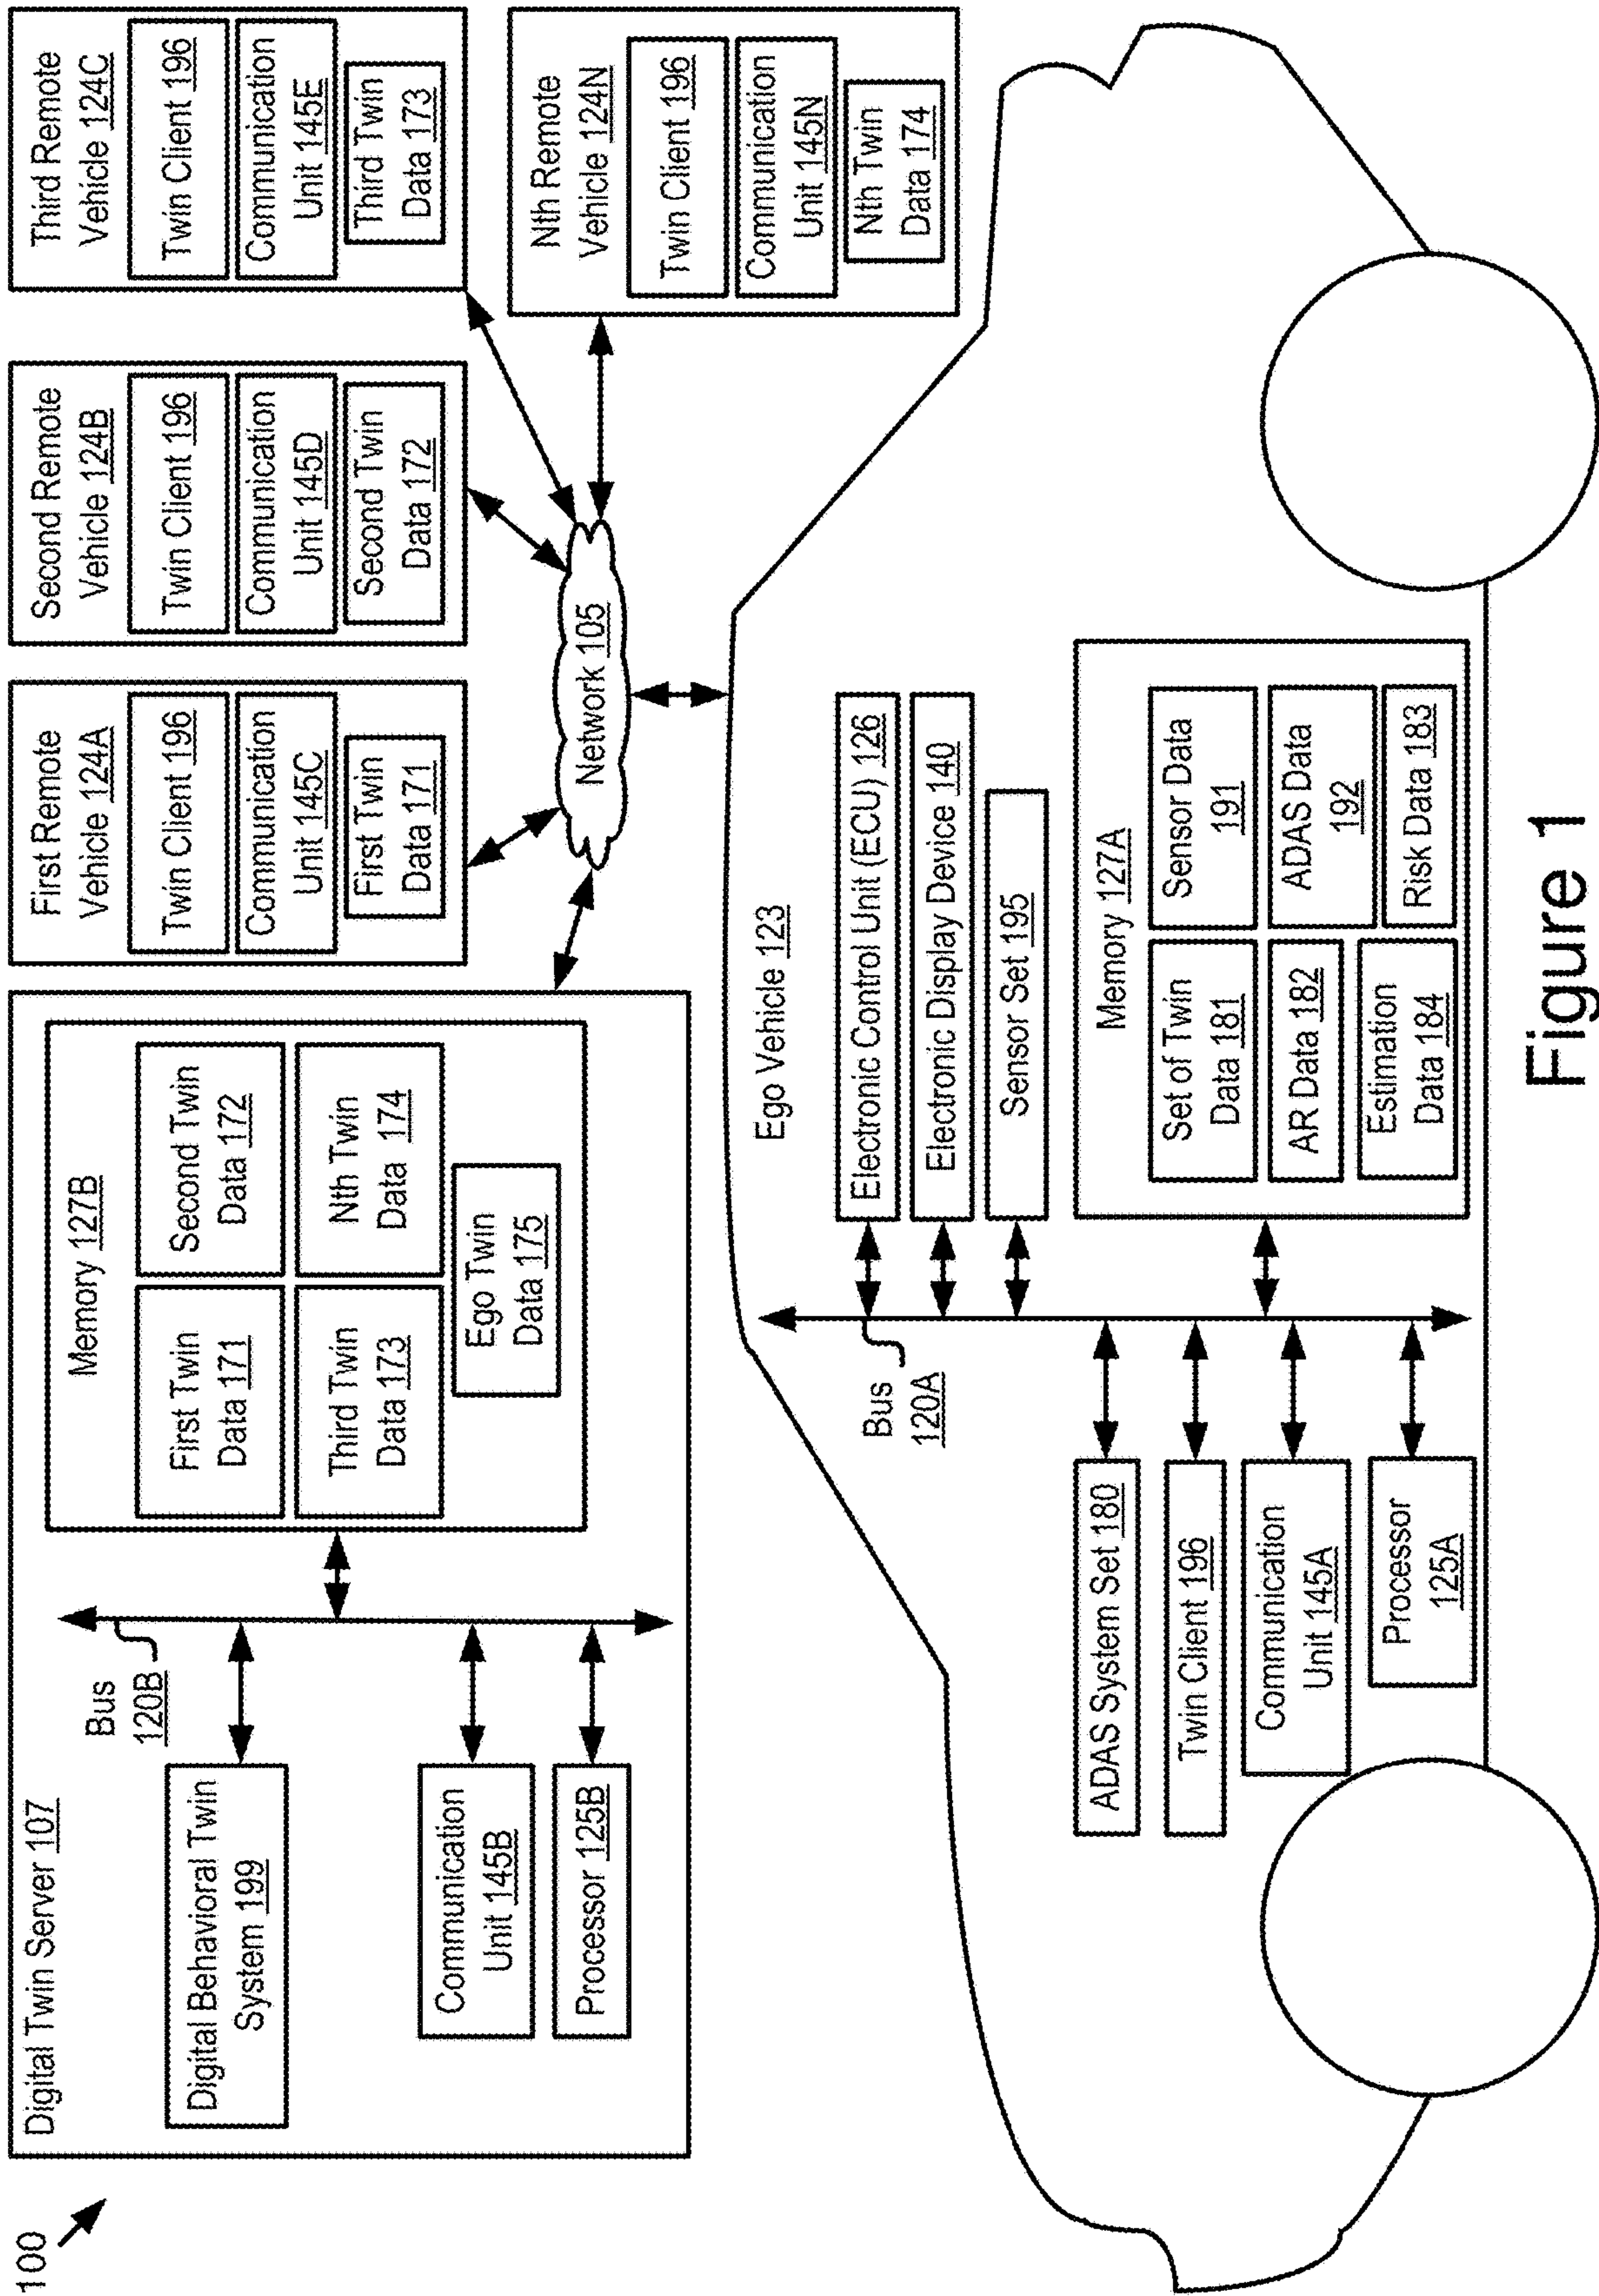 100
Digital Twin Server 107
Digital Behavioral Twin
System 199
Communication
Unit 145B
Processor 125B
Bus
120B
Memory 127B
First Twin
Data 171
Second Twin
Data 172
Third Twin
Data 173
Nth Twin
Data 174
Ego Twin
Data 175
First Remote
Vehicle 124A
Twin Client 196
Communication
Unit 145C
First Twin
Data 171
Second Remote
Vehicle 124B
Twin Client 196
Communication
Unit 145D
Second Twin
Data 172
Third Remote
Vehicle 124C
Twin Client 196
Communication
Unit 145E
Third Twin
Data 173
Nth Remote
Vehicle 124N
Twin Client 196
Communication
Unit 145N
Nth Twin
Data 174
Network 105
Ego Vehicle 123
Electronic Control Unit (ECU) 126
Electronic Display Device 140
Sensor Set 195
Bus
120A
ADAS System Set 180
Twin Client 196
Communication
Unit 145A
Processor
125A
Memory 127A
Set of Twin
Data 181
Sensor Data
191
AR Data 182
ADAS Data
192
Estimation
Data 184
Risk Data 183
Figure 1